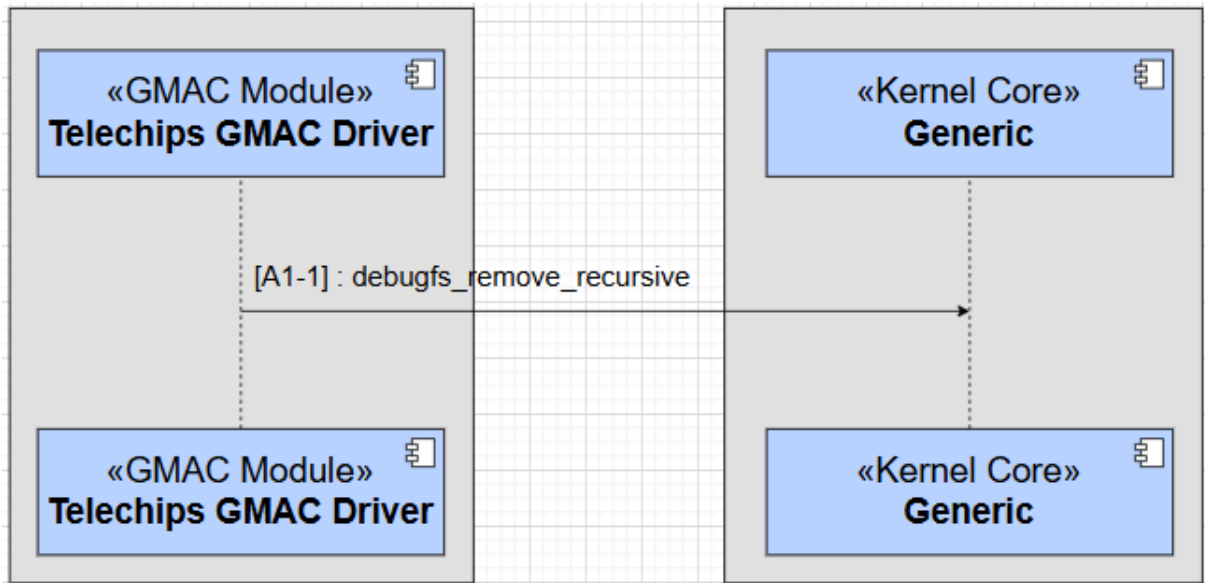 «GMAC Module»
Telechips GMAC Driver
«Kernel Core»
Generic
[A1-1] : debugfs_remove_recursive
«GMAC Module»
Telechips GMAC Driver
«Kernel Core»
Generic